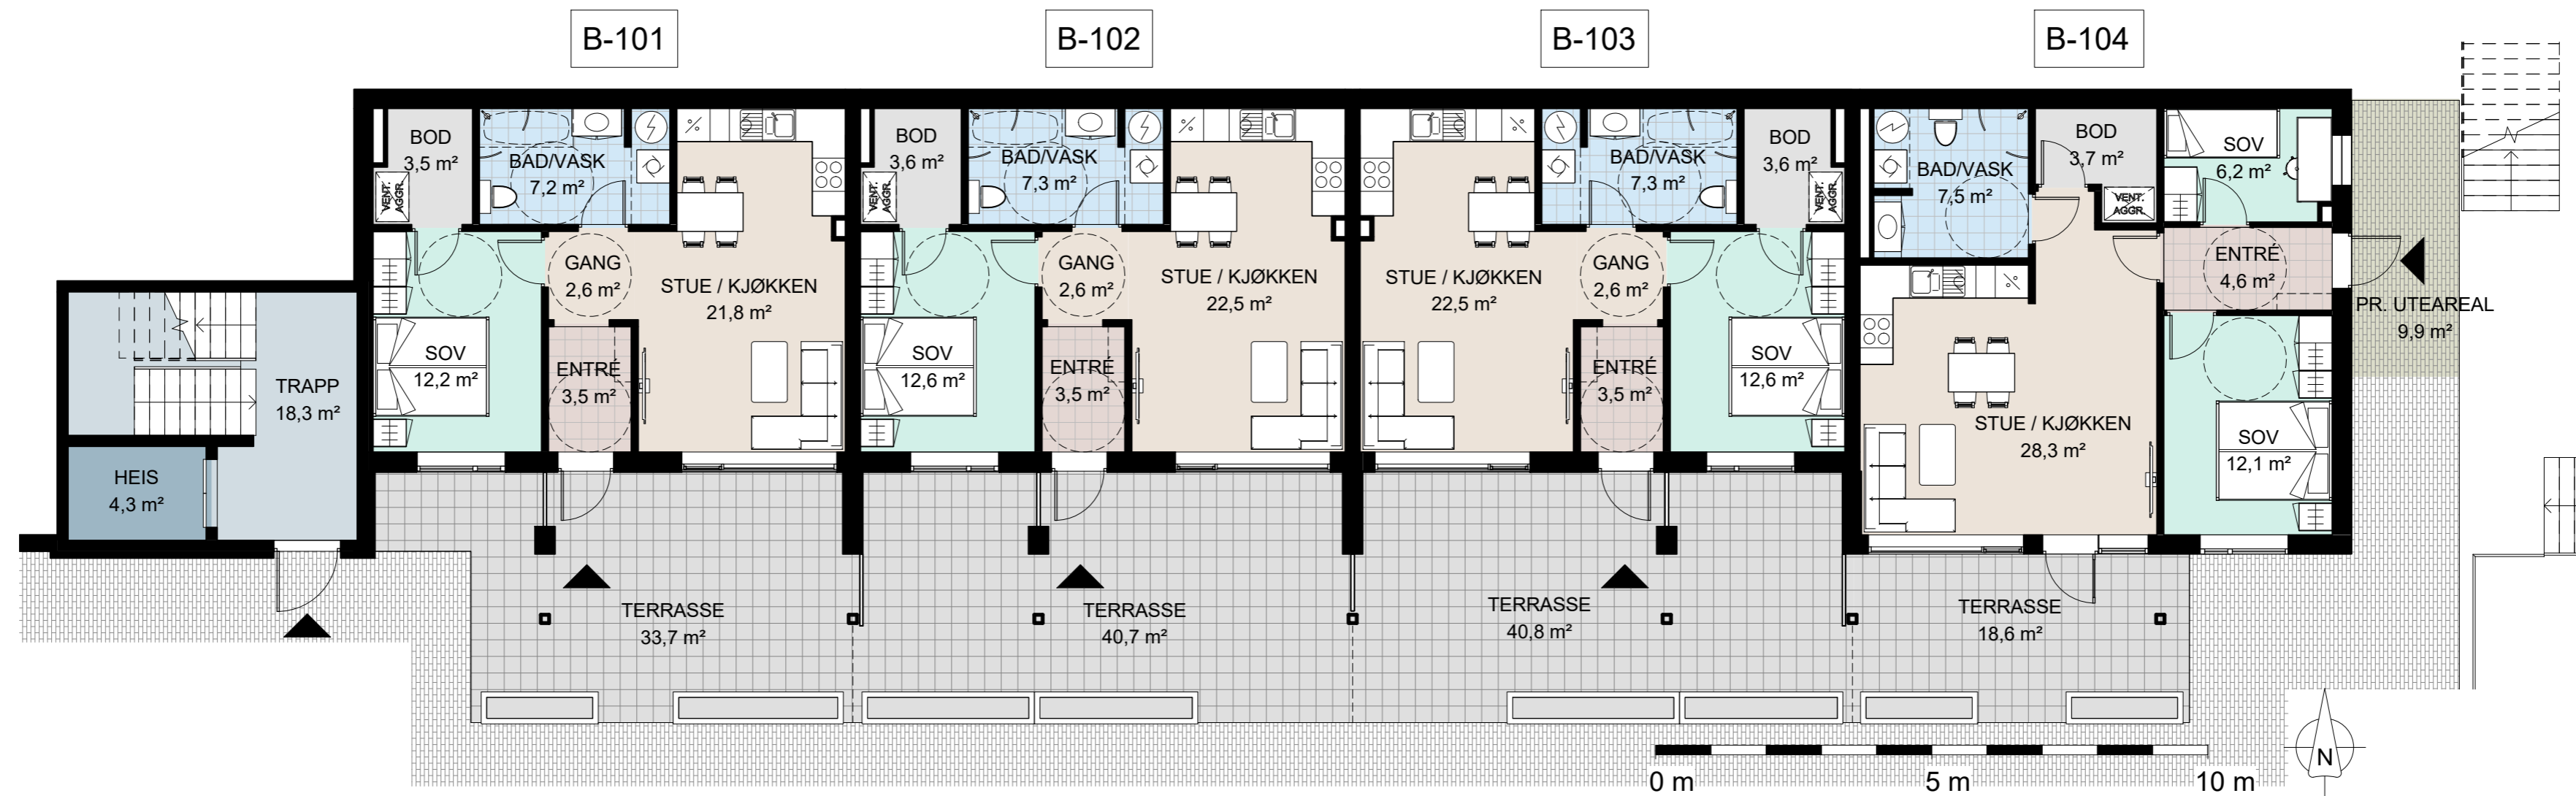 B-101
B-102
B-103
B-104
BOD
3,5 m²
VENT.
AGGR.
BAD/VASK
7,2 m²
GANG
2,6 m²
STUE / KJØKKEN
21,8 m²
SOV
12,2 m²
ENTRÉ
3,5 m²
TERRASSE
33,7 m²
TRAPP
18,3 m²
HEIS
4,3 m²
BOD
3,6 m²
VENT.
AGGR.
BAD/VASK
7,3 m²
GANG
2,6 m²
STUE / KJØKKEN
22,5 m²
SOV
12,6 m²
ENTRÉ
3,5 m²
TERRASSE
40,7 m²
STUE / KJØKKEN
22,5 m²
BAD/VASK
7,3 m²
BOD
3,6 m²
VENT.
AGGR.
GANG
2,6 m²
ENTRÉ
3,5 m²
SOV
12,6 m²
TERRASSE
40,8 m²
BAD/VASK
7,5 m²
BOD
3,7 m²
VENT.
AGGR.
SOV
6,2 m²
ENTRÉ
4,6 m²
STUE / KJØKKEN
28,3 m²
SOV
12,1 m²
TERRASSE
18,6 m²
PR. UTEAREAL
9,9 m²
0 m
5 m
10 m
N